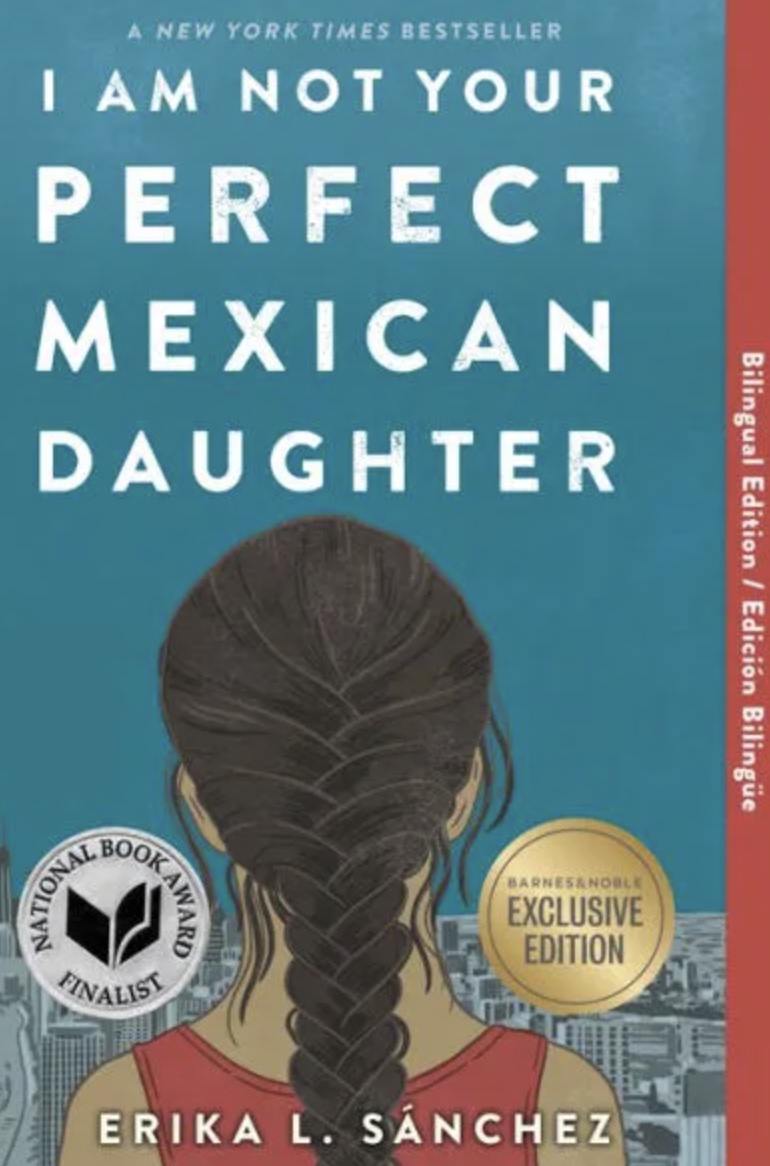 A NEW YORK TIMES BESTSELLER
I AM NOT YOUR
PERFECT
MEXICAN
DAUGHTER
Bilingual Edition / Edición Bilingüe
NATIONAL BOOK AWARD
FINALIST
BARNES&NOBLE
EXCLUSIVE
EDITION
ERIKA L. SÁNCHEZ